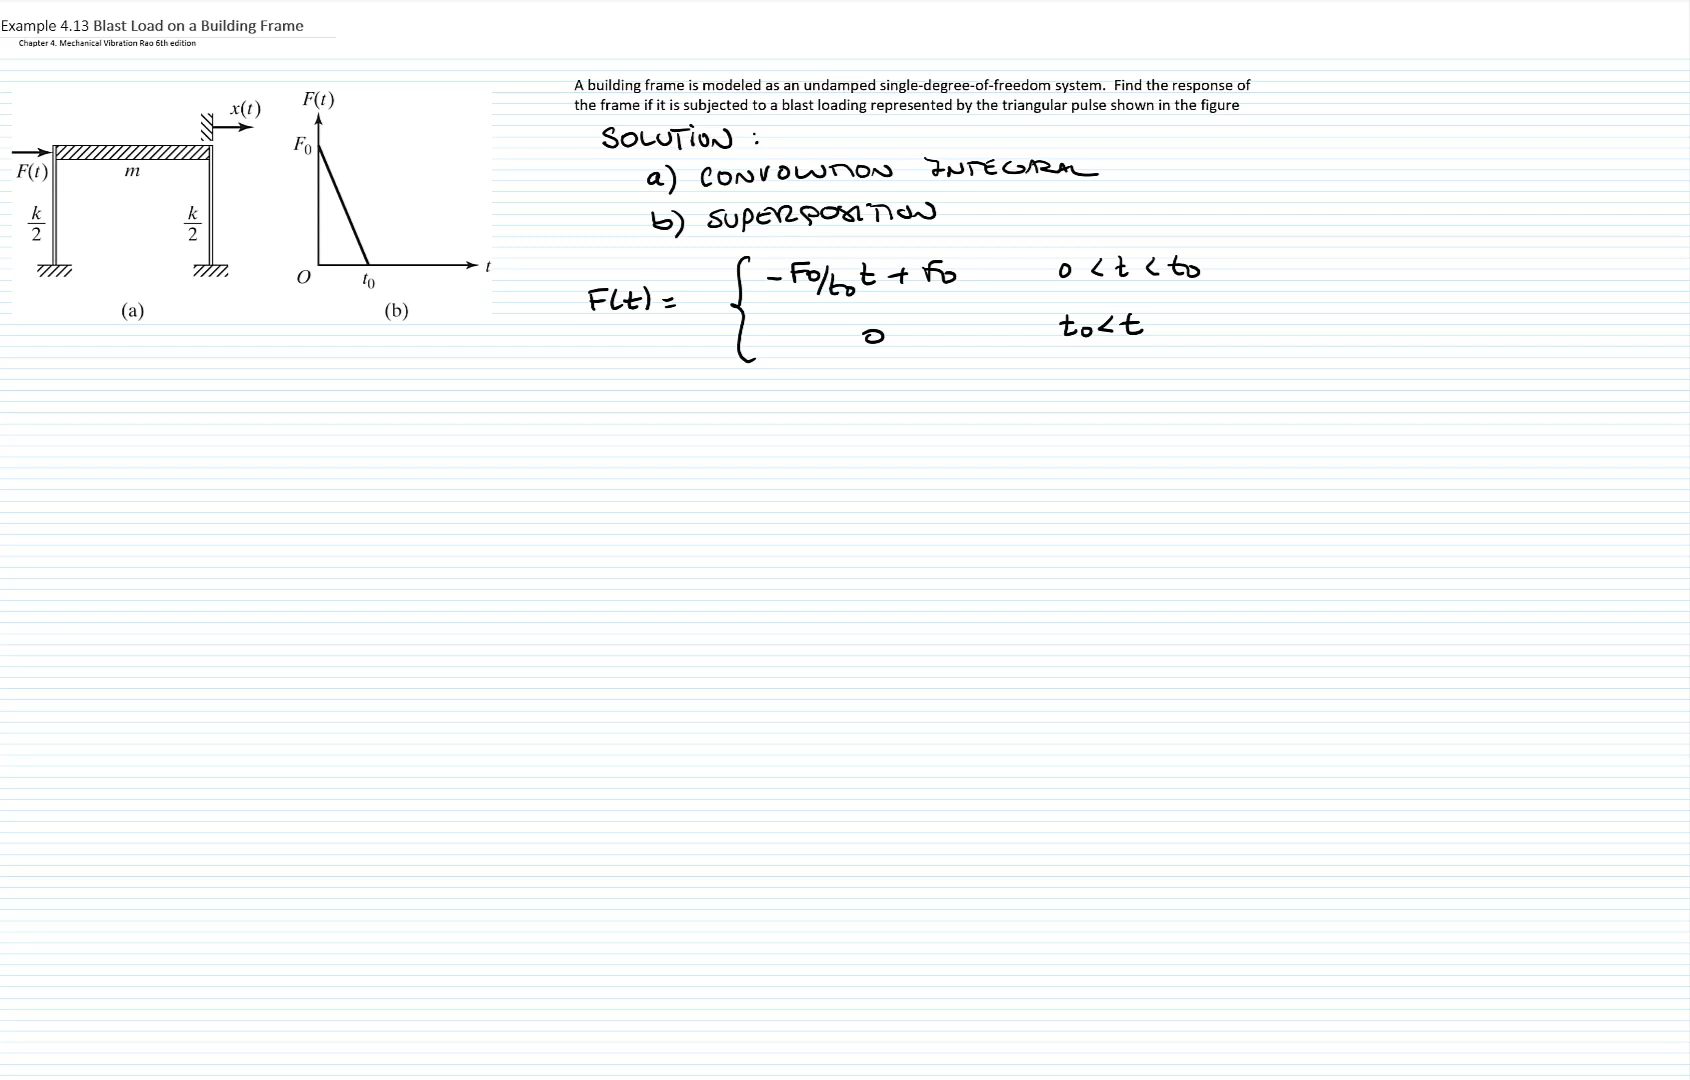 Example 4.13 Blast Load on a Building Frame
Chapter 4. Mechanical Vibration Rao 6th edition
A building frame is modeled as an undamped single-degree-of-freedom system. Find the response of
the frame if it is subjected to a blast loading represented by the triangular pulse shown in the figure
x(t)
F(t)
m
k/2
k/2
(a)
F(t)
F₀
O
t₀
t
(b)
SOLUTION :
a) CONVOLUTION INTEGRAL
b) SUPERPOSITION
F(t) = { -F₀/t₀ t + F₀ 0 < t < t₀
0 t₀ < t